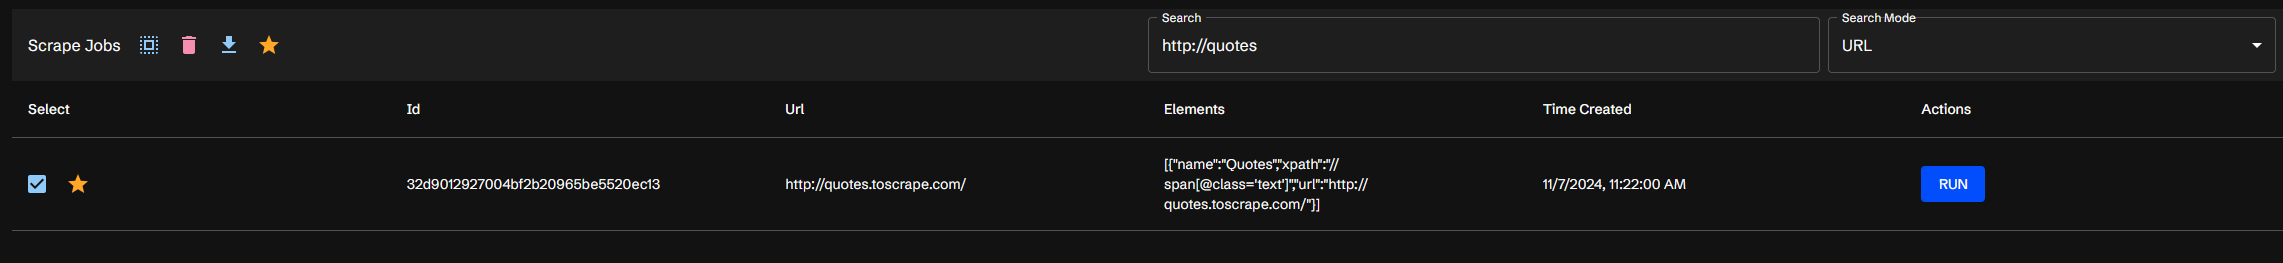 Search
Search Mode
Scrape Jobs
http://quotes
URL
Select
Id
Url
Elements
Time Created
Actions
32d9012927004bf2b20965be5520ec13
http://quotes.toscrape.com/
[{"name":"Quotes","xpath":"//
span[@class='text']","url":"http://
quotes.toscrape.com/"}]
11/7/2024, 11:22:00 AM
RUN